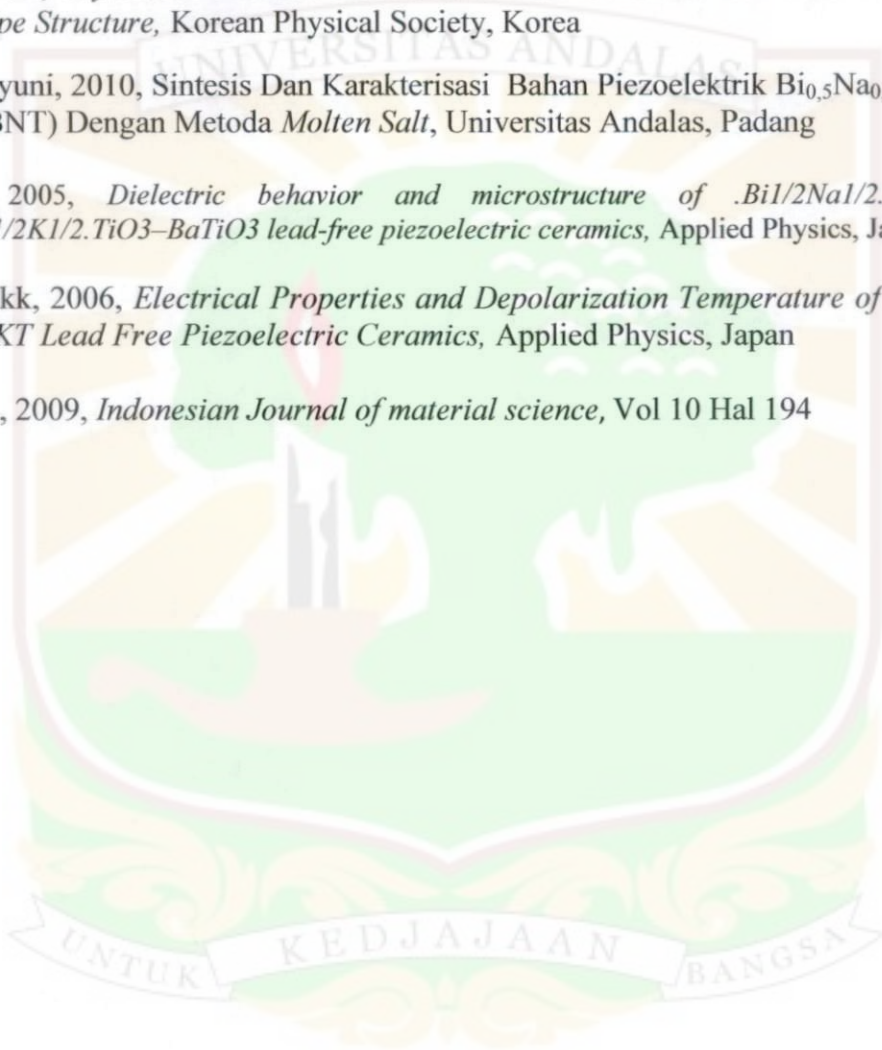 pe Structure, Korean Physical Society, Korea
UNIVERSITAS ANDALAS
yuni, 2010, Sintesis Dan Karakterisasi Bahan Piezoelektrik Bi₀,₅Na₀
BNT) Dengan Metoda Molten Salt, Universitas Andalas, Padang
2005, Dielectric behavior and microstructure of .Bi1/2Na1/2.
/2K1/2.TiO3–BaTiO3 lead-free piezoelectric ceramics, Applied Physics, Ja
kk, 2006, Electrical Properties and Depolarization Temperature of
KT Lead Free Piezoelectric Ceramics, Applied Physics, Japan
, 2009, Indonesian Journal of material science, Vol 10 Hal 194
UNTUK KEDJAJAAN BANGSA